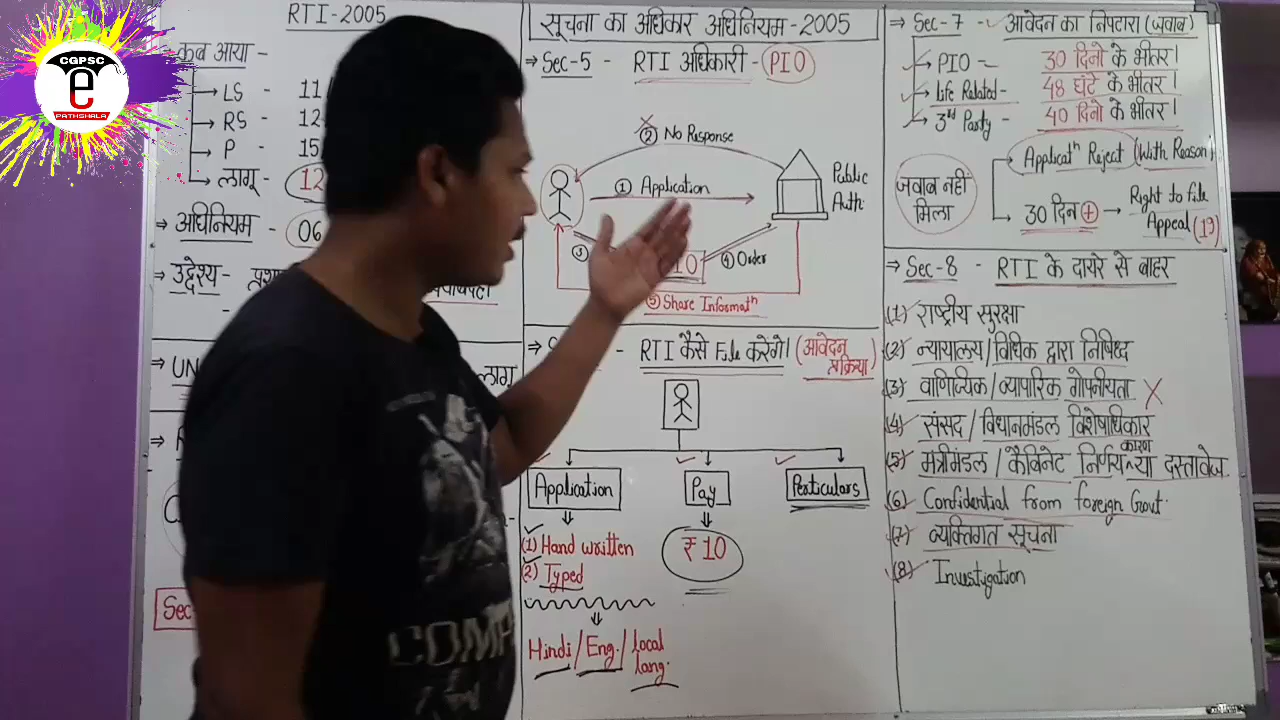 CGPSC
e
PATHSHALA
RTI-2005
कब आया -
LS - 11
RS - 12
P - 15
लागू - 12
⇒ अधिनियम - 06
⇒ उद्देश्य -
UN
लागू
Sec
सूचना का अधिकार अधिनियम - 2005
⇒ Sec-5 - RTI अधिकारी - PIO
② No Response
① Application
Public
Auth.
③
④ Order
⑤ Share Informatⁿ
- RTI कैसे File करेंगे। (आवेदन
प्रक्रिया)
Application
Pay
Perticulars
(1) Hand written
(2) Typed
₹ 10
Hindi / Eng. / local
lang.
⇒ Sec-7 - आवेदन का निपटारा (जवाब)
PIO - 30 दिनो के भीतर।
Life Related - 48 घंटे के भीतर।
3rd Party - 40 दिनो के भीतर।
जवाब नहीं
मिला
Applicatⁿ Reject (With Reason)
30 दिन + → Right to file
Appeal (19)
⇒ Sec-8 - RTI के दायरे से बाहर
(1) राष्ट्रीय सुरक्षा
(2) न्यायालय / विधिक द्वारा निषिध्द
(3) वाणिज्यिक / व्यापारिक गोपनीयता X
(4) संसद / विधानमंडल विशेषाधिकार
(5) मंत्रीमंडल / कैबिनेट निर्णय कारण या दस्तावेज
(6) Confidential from foreign Govt.
(7) व्यक्तिगत सूचना
(8) Investigation